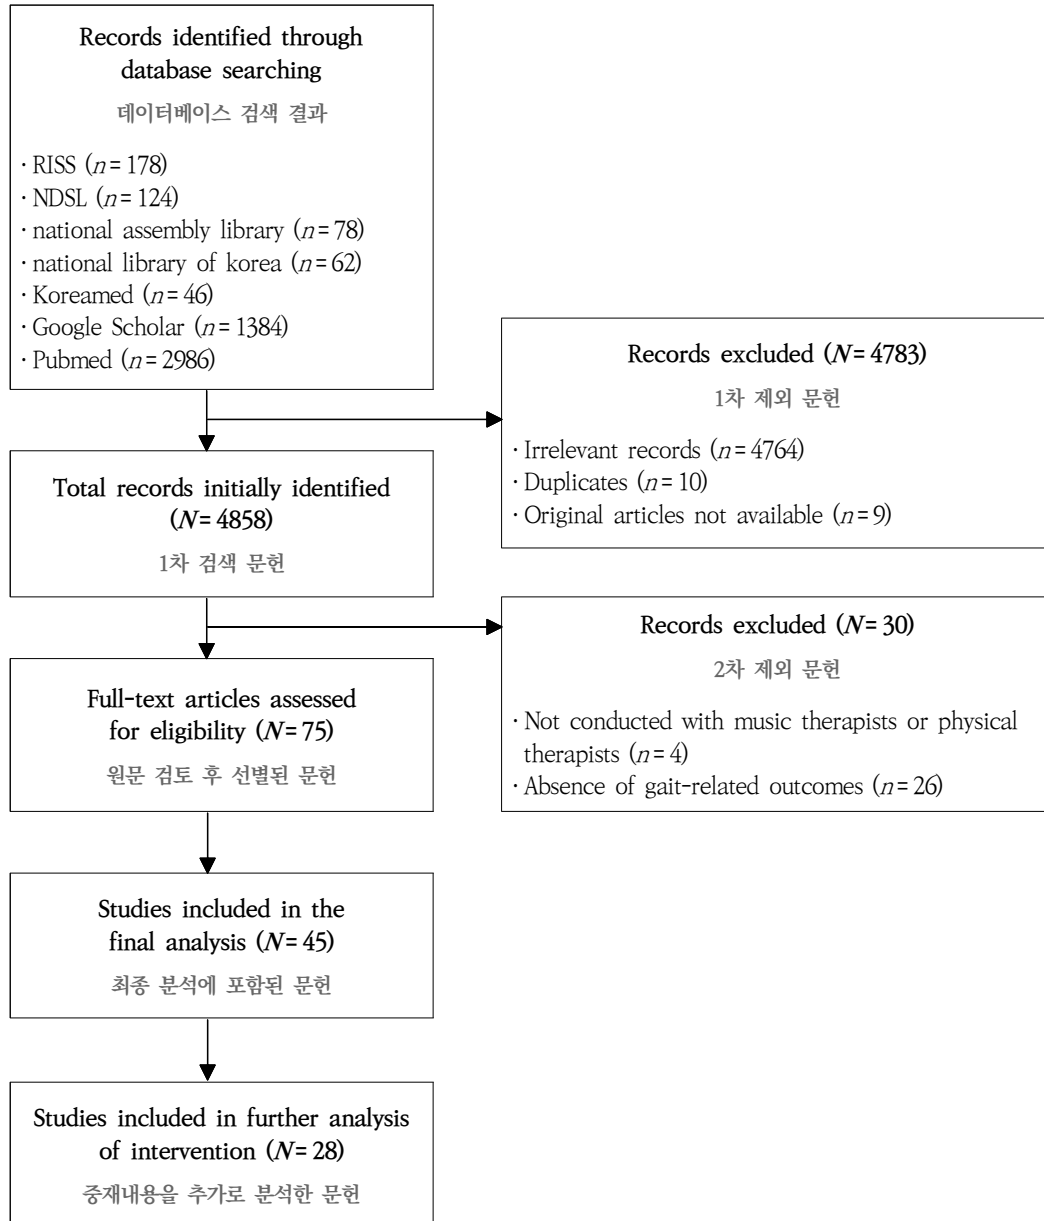 Records identified through
database searching
데이터베이스 검색 결과
· RISS (n= 178)
· NDSL (n= 124)
· national assembly library (n= 78)
· national library of korea (n= 62)
· Koreamed (n= 46)
· Google Scholar (n= 1384)
· Pubmed (n= 2986)
Records excluded (N= 4783)
1차 제외 문헌
· Irrelevant records (n= 4764)
· Duplicates (n= 10)
· Original articles not available (n= 9)
Total records initially identified
(N= 4858)
1차 검색 문헌
Records excluded (N= 30)
2차 제외 문헌
· Not conducted with music therapists or physical
therapists (n= 4)
· Absence of gait-related outcomes (n= 26)
Full-text articles assessed
for eligibility (N= 75)
원문 검토 후 선별된 문헌
Studies included in the
final analysis (N= 45)
최종 분석에 포함된 문헌
Studies included in further analysis
of intervention (N= 28)
중재내용을 추가로 분석한 문헌